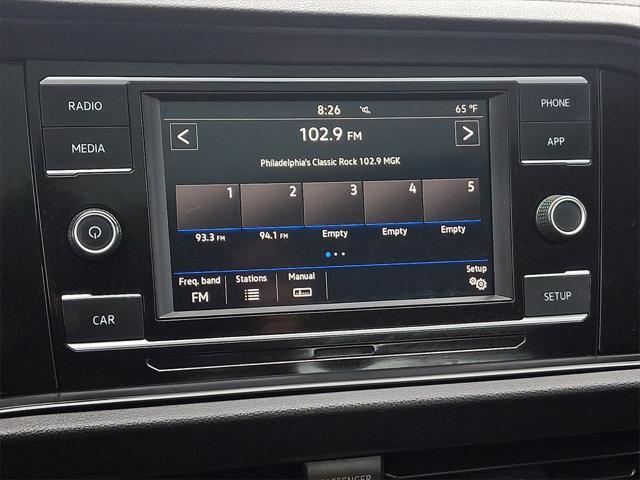 RADIO
MEDIA
CAR
8:26
65 °F
102.9 FM
Philadelphia's Classic Rock 102.9 MGK
1 2 3 4 5
93.3 FM 94.1 FM Empty Empty Empty
Freq. band Stations Manual Setup
FM
PHONE
APP
SETUP
PASSENGER